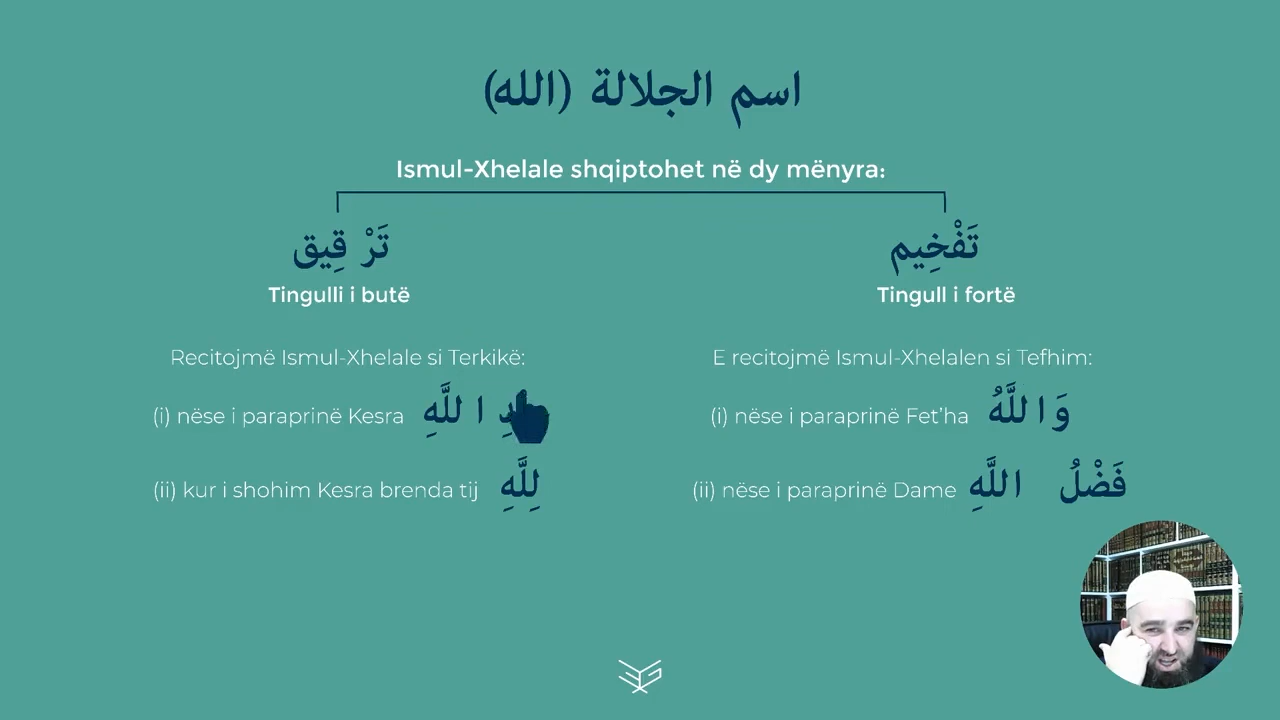 اسم الجلالة (الله)
Ismul-Xhelale shqiptohet në dy mënyra:
تَرْ قِيق
Tingulli i butë
Recitojmë Ismul-Xhelale si Terkikë:
(i) nëse i paraprinë Kesra ا للَّهِ
(ii) kur i shohim Kesra brenda tij لِلَّهِ
تَفْخِيم
Tingull i fortë
E recitojmë Ismul-Xhelalen si Tefhim:
(i) nëse i paraprinë Fet'ha وَ ا للَّهُ
(ii) nëse i paraprinë Dame فَضْلُ اللَّهِ